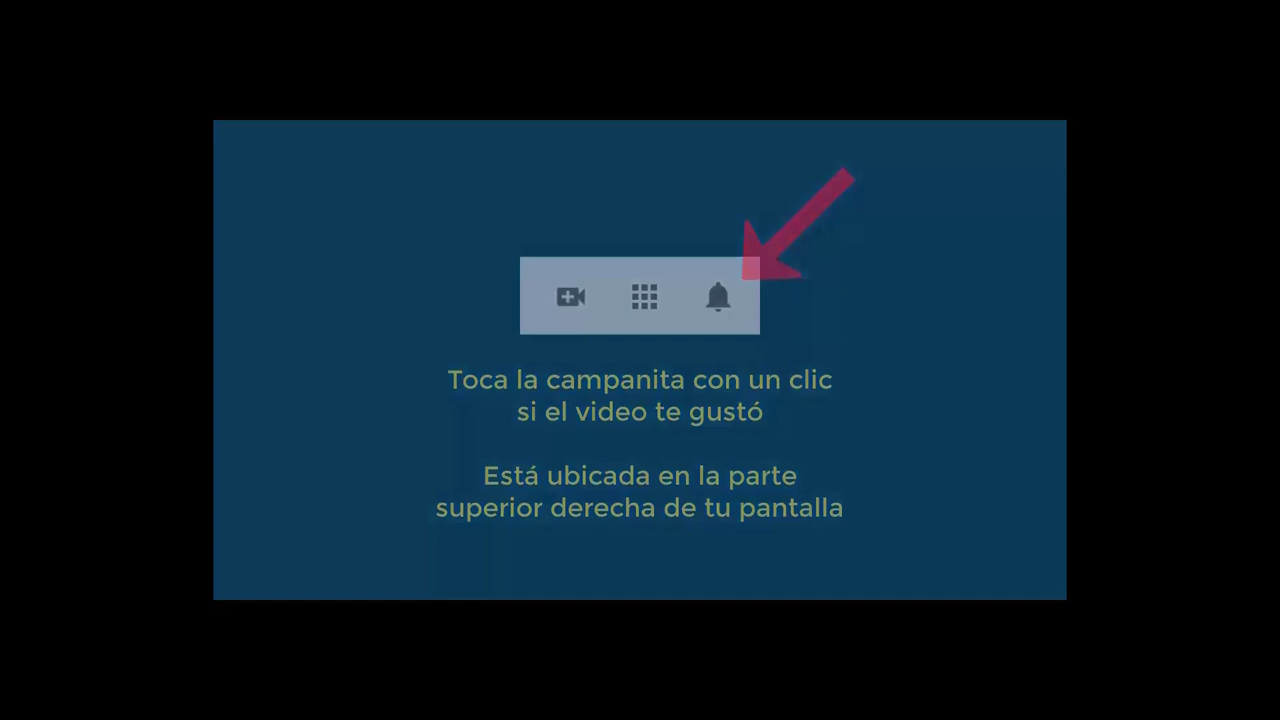 Toca la campanita con un clic
si el video te gustó
Está ubicada en la parte
superior derecha de tu pantalla